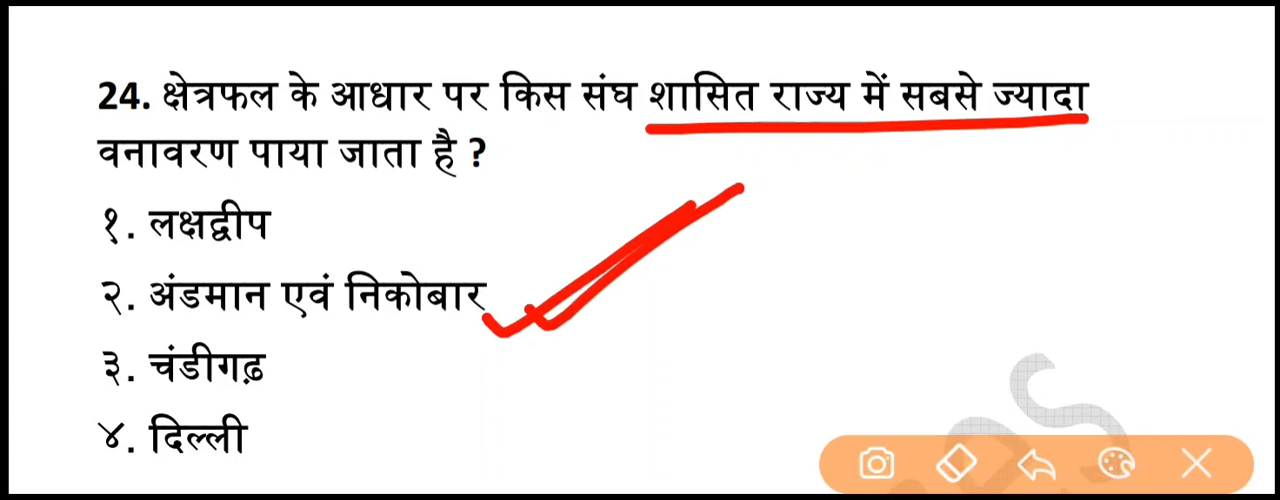 24. क्षेत्रफल के आधार पर किस संघ शासित राज्य में सबसे ज्यादा
वनावरण पाया जाता है ?
१. लक्षद्वीप
२. अंडमान एवं निकोबार
३. चंडीगढ़
४. दिल्ली